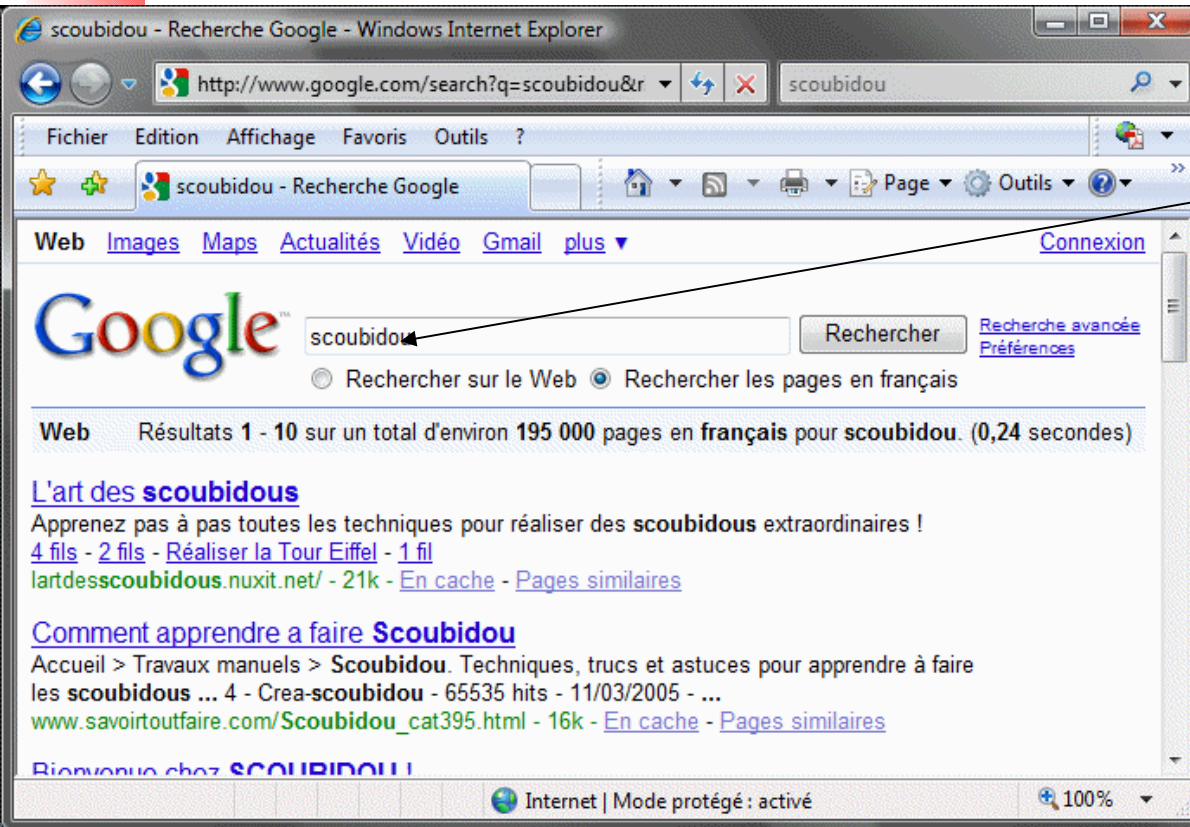 scoubidou - Recherche Google - Windows Internet Explorer
http://www.google.com/search?q=scoubidou&r scoubidou
Fichier Edition Affichage Favoris Outils ?
scoubidou - Recherche Google Page Outils
Web Images Maps Actualités Vidéo Gmail plus Connexion
Google™ scoubidou Rechercher Recherche avancée
Préférences
Rechercher sur le Web Rechercher les pages en français
Web Résultats 1 - 10 sur un total d'environ 195 000 pages en français pour scoubidou. (0,24 secondes)
L'art des scoubidous
Apprenez pas à pas toutes les techniques pour réaliser des scoubidous extraordinaires !
4 fils - 2 fils - Réaliser la Tour Eiffel - 1 fil
lartdesscoubidous.nuxit.net/ - 21k - En cache - Pages similaires
Comment apprendre a faire Scoubidou
Accueil > Travaux manuels > Scoubidou. Techniques, trucs et astuces pour apprendre à faire
les scoubidous ... 4 - Crea-scoubidou - 65535 hits - 11/03/2005 - ...
www.savoirtoutfaire.com/Scoubidou_cat395.html - 16k - En cache - Pages similaires
Bienvenue chez SCOUBIDOU !
Internet | Mode protégé : activé 100%